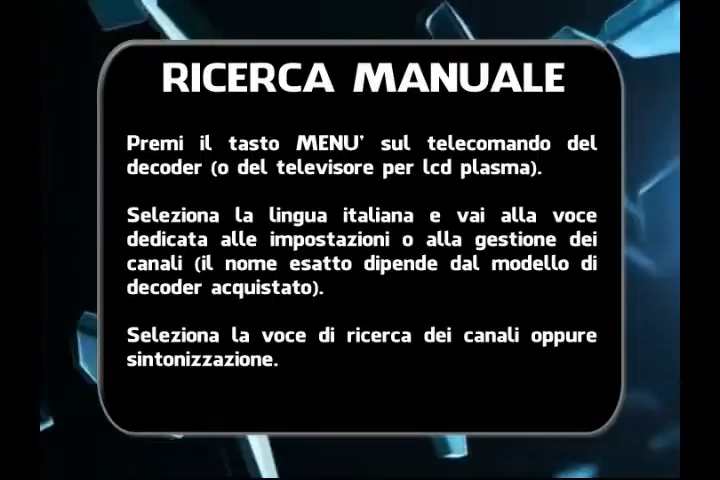 RICERCA MANUALE
Premi il tasto MENU' sul telecomando del
decoder (o del televisore per lcd plasma).
Seleziona la lingua italiana e vai alla voce
dedicata alle impostazioni o alla gestione dei
canali (il nome esatto dipende dal modello di
decoder acquistato).
Seleziona la voce di ricerca dei canali oppure
sintonizzazione.